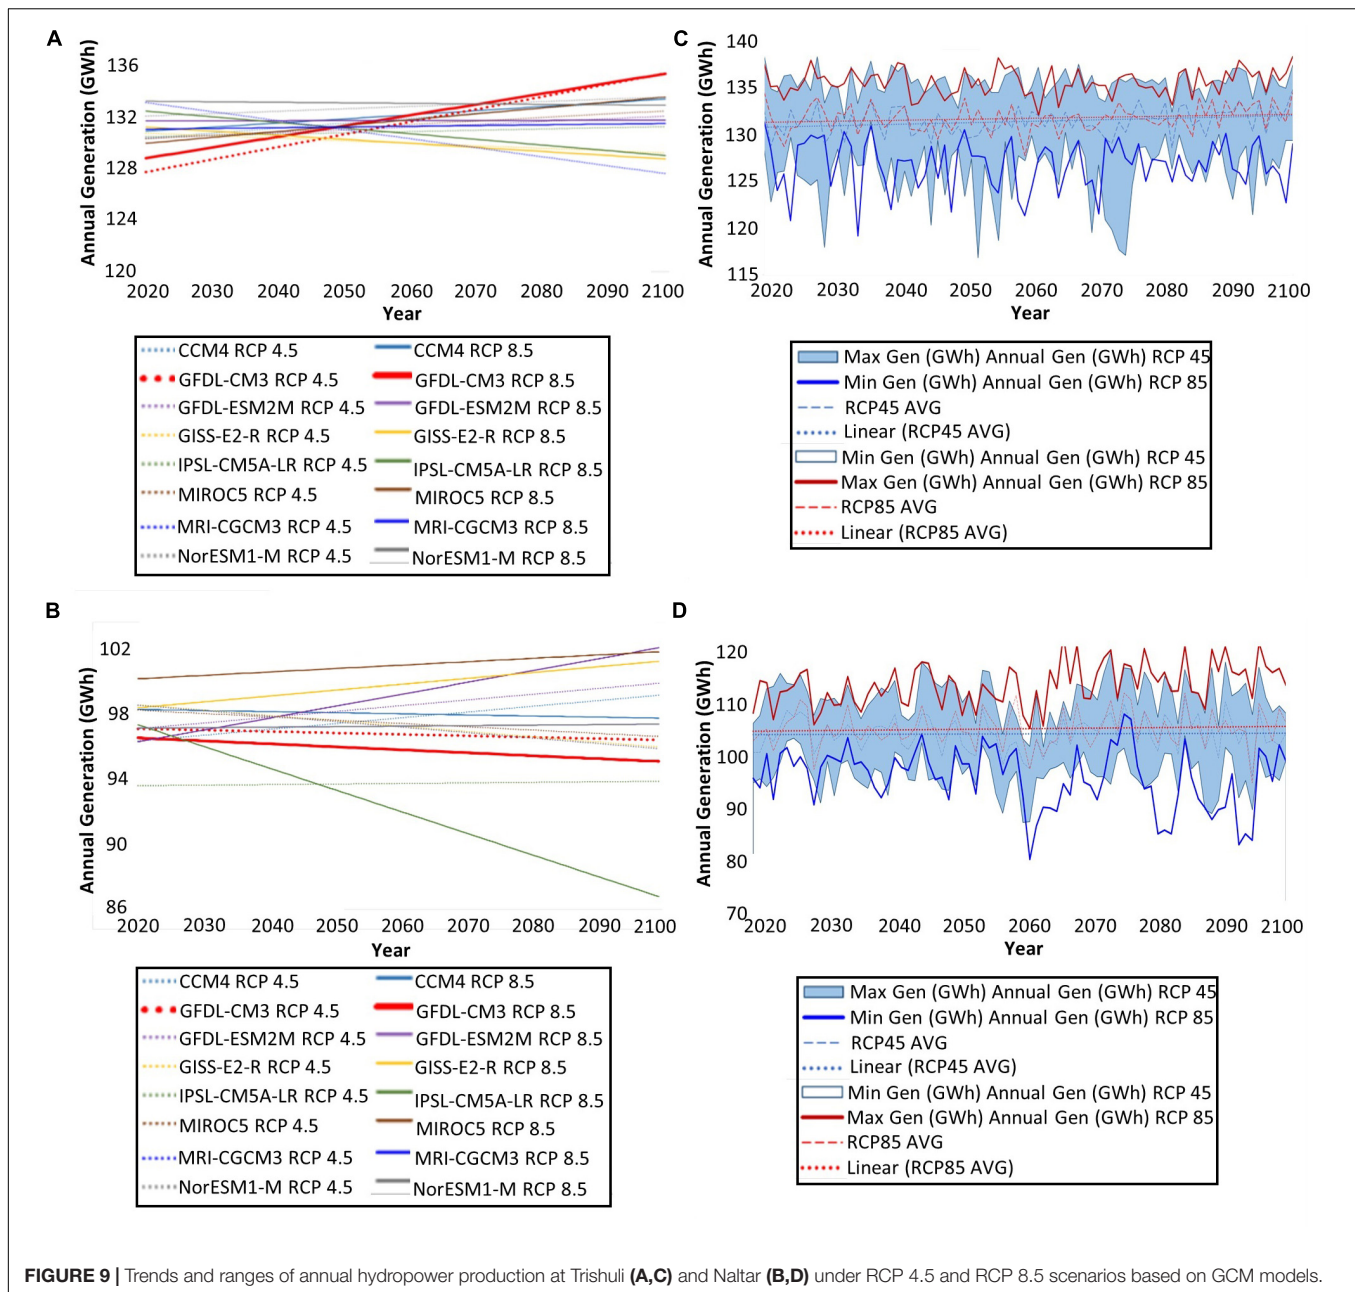 A
Annual Generation (GWh)
136
132
128
124
120
2020 2030 2040 2050 2060 2070 2080 2090 2100
Year
CCM4 RCP 4.5 CCM4 RCP 8.5
GFDL-CM3 RCP 4.5 GFDL-CM3 RCP 8.5
GFDL-ESM2M RCP 4.5 GFDL-ESM2M RCP 8.5
GISS-E2-R RCP 4.5 GISS-E2-R RCP 8.5
IPSL-CM5A-LR RCP 4.5 IPSL-CM5A-LR RCP 8.5
MIROC5 RCP 4.5 MIROC5 RCP 8.5
MRI-CGCM3 RCP 4.5 MRI-CGCM3 RCP 8.5
NorESM1-M RCP 4.5 NorESM1-M RCP 8.5
C
Annual Generation (GWh)
140
135
130
125
120
115
2020 2030 2040 2050 2060 2070 2080 2090 2100
Year
Max Gen (GWh) Annual Gen (GWh) RCP 45
Min Gen (GWh) Annual Gen (GWh) RCP 85
RCP45 AVG
Linear (RCP45 AVG)
Min Gen (GWh) Annual Gen (GWh) RCP 45
Max Gen (GWh) Annual Gen (GWh) RCP 85
RCP85 AVG
Linear (RCP85 AVG)
B
Annual Generation (GWh)
102
98
94
90
86
2020 2030 2040 2050 2060 2070 2080 2090 2100
Year
CCM4 RCP 4.5 CCM4 RCP 8.5
GFDL-CM3 RCP 4.5 GFDL-CM3 RCP 8.5
GFDL-ESM2M RCP 4.5 GFDL-ESM2M RCP 8.5
GISS-E2-R RCP 4.5 GISS-E2-R RCP 8.5
IPSL-CM5A-LR RCP 4.5 IPSL-CM5A-LR RCP 8.5
MIROC5 RCP 4.5 MIROC5 RCP 8.5
MRI-CGCM3 RCP 4.5 MRI-CGCM3 RCP 8.5
NorESM1-M RCP 4.5 NorESM1-M RCP 8.5
D
Annual Generation (GWh)
120
110
100
90
80
70
2020 2030 2040 2050 2060 2070 2080 2090 2100
Year
Max Gen (GWh) Annual Gen (GWh) RCP 45
Min Gen (GWh) Annual Gen (GWh) RCP 85
RCP45 AVG
Linear (RCP45 AVG)
Min Gen (GWh) Annual Gen (GWh) RCP 45
Max Gen (GWh) Annual Gen (GWh) RCP 85
RCP85 AVG
Linear (RCP85 AVG)
FIGURE 9 | Trends and ranges of annual hydropower production at Trishuli (A,C) and Naltar (B,D) under RCP 4.5 and RCP 8.5 scenarios based on GCM models.